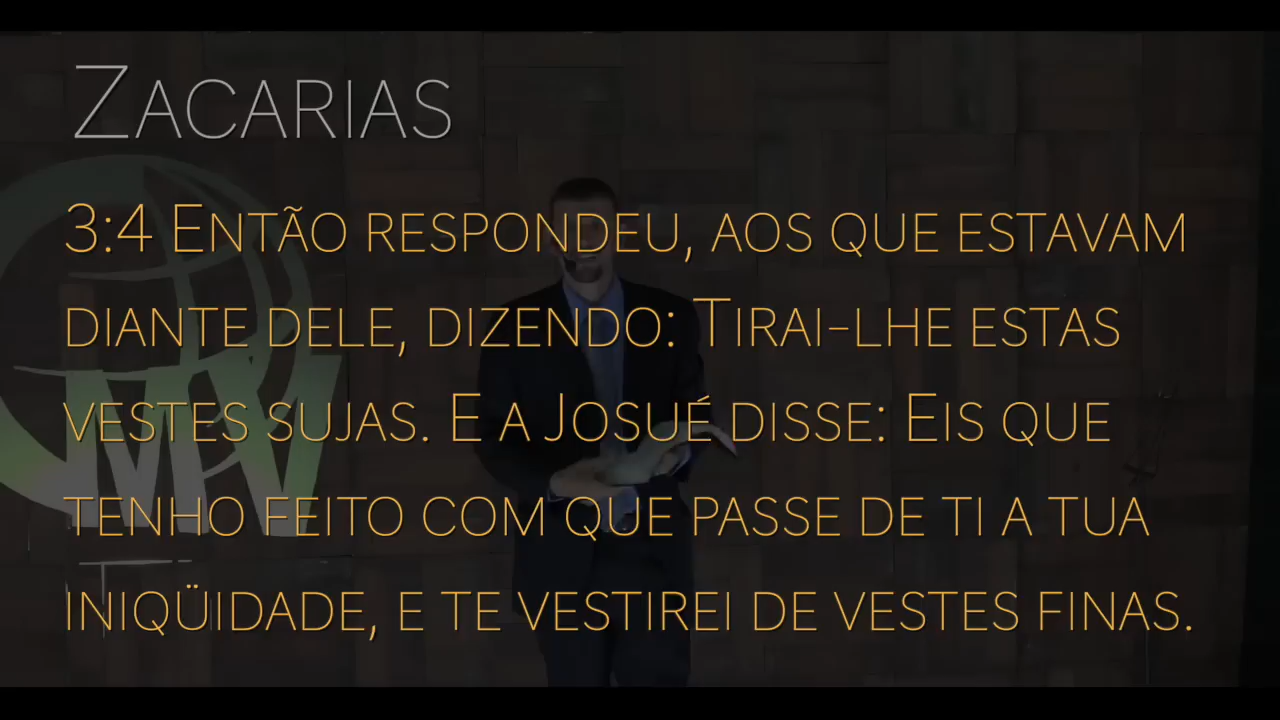 Zacarias
3:4 Então respondeu, aos que estavam
diante dele, dizendo: Tirai-lhe estas
vestes sujas. E a Josué disse: Eis que
tenho feito com que passe de ti a tua
iniqüidade, e te vestirei de vestes finas.
MV